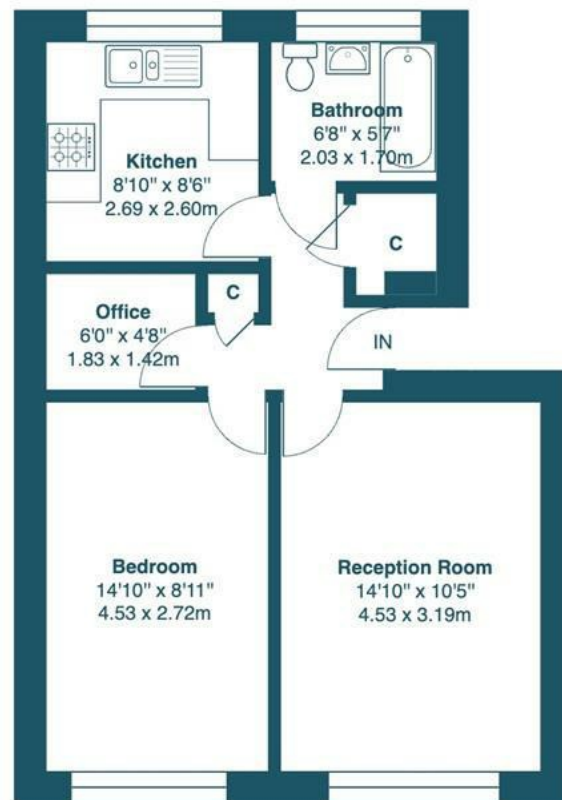 Kitchen
8'10" x 8'6"
2.69 x 2.60m
Bathroom
6'8" x 5'7"
2.03 x 1.70m
C
C
Office
6'0" x 4'8"
1.83 x 1.42m
IN
Bedroom
14'10" x 8'11"
4.53 x 2.72m
Reception Room
14'10" x 10'5"
4.53 x 3.19m